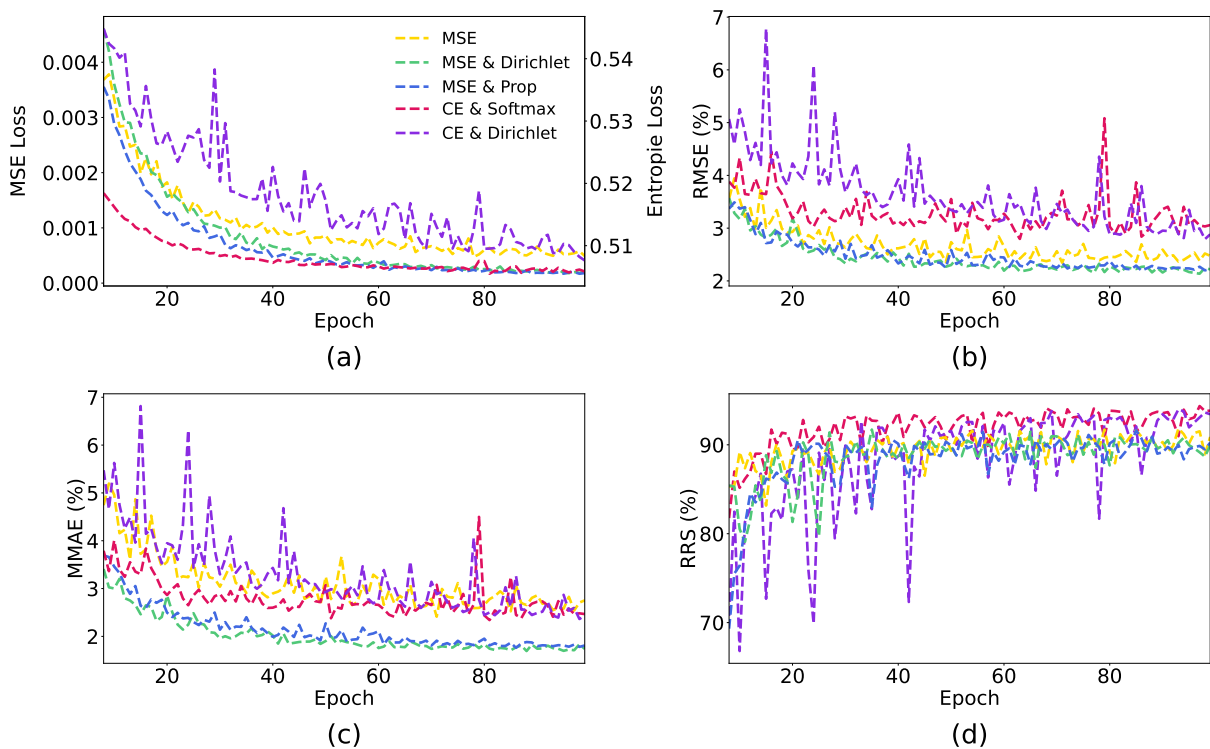 MSE Loss
0.004
0.003
0.002
0.001
0.000
20
40
60
80
Epoch
0.54
0.53
0.52
0.51
Entropie Loss
MSE
MSE & Dirichlet
MSE & Prop
CE & Softmax
CE & Dirichlet
(a)
RMSE (%)
7
6
5
4
3
2
20
40
60
80
Epoch
(b)
MMAE (%)
7
6
5
4
3
2
20
40
60
80
Epoch
(c)
RRS (%)
90
80
70
20
40
60
80
Epoch
(d)